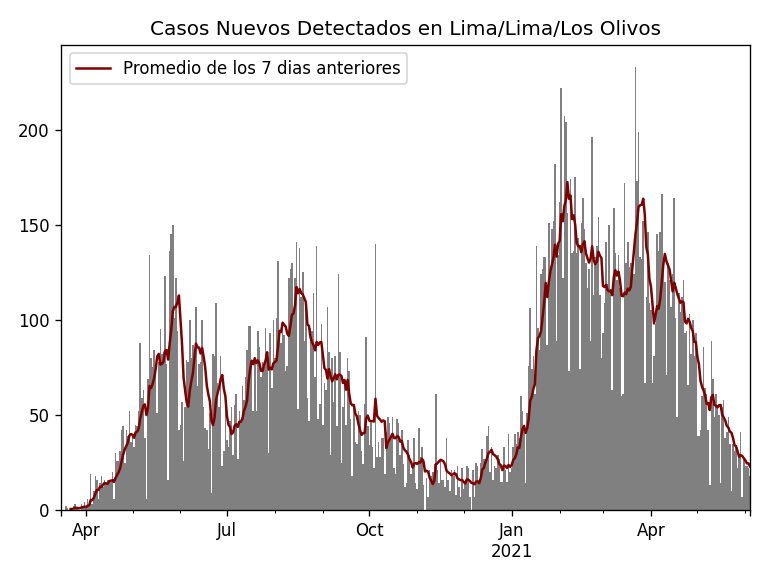 Casos Nuevos Detectados en Lima/Lima/Los Olivos
Promedio de los 7 dias anteriores
200
150
100
50
0
Apr Jul Oct Jan Apr
2021